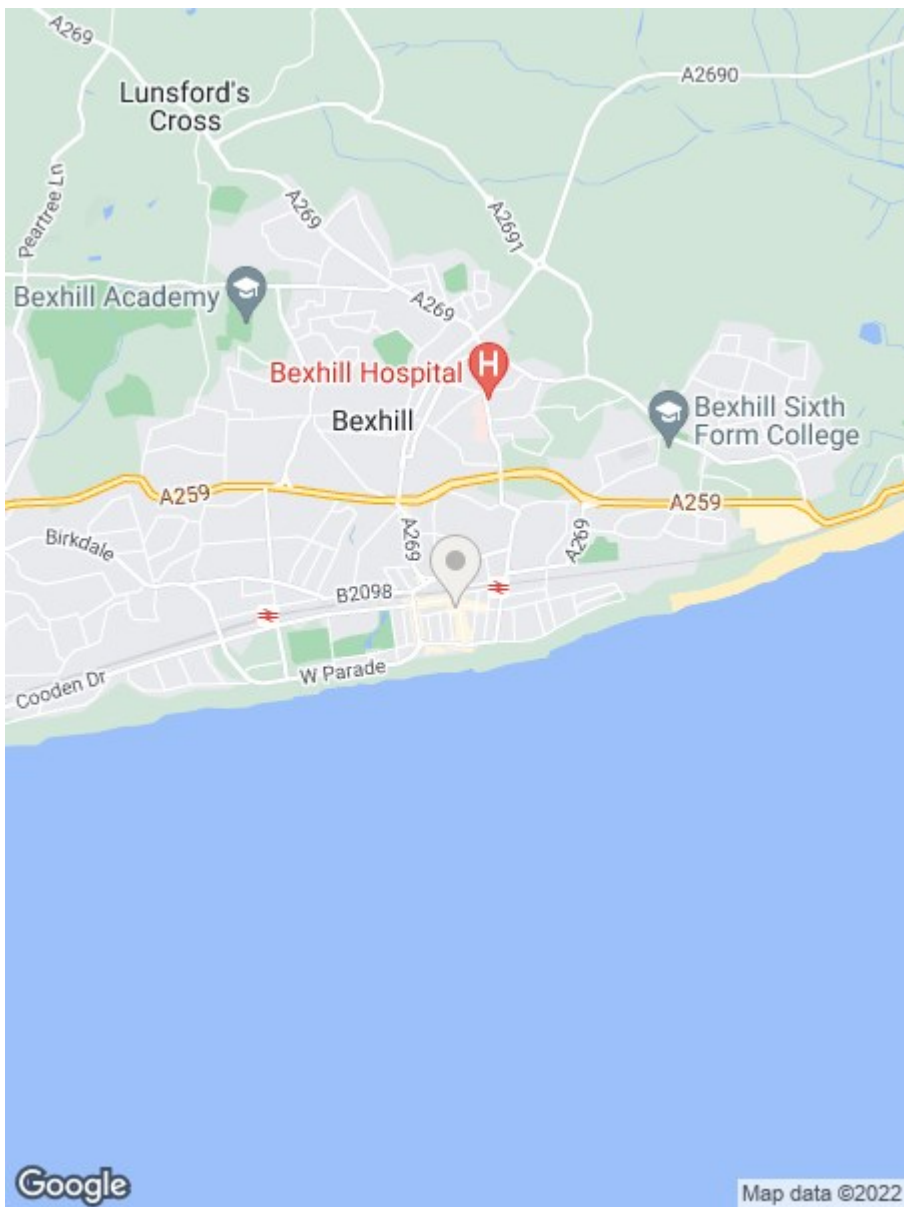 A269
A2690
Lunsford's
Cross
Peartree Ln
A269
A2691
Bexhill Academy
A269
Bexhill Hospital
H
Bexhill
Bexhill Sixth
Form College
A259
A259
Birkdale
A269
A269
B2098
W Parade
Cooden Dr
Google
Map data ©2022